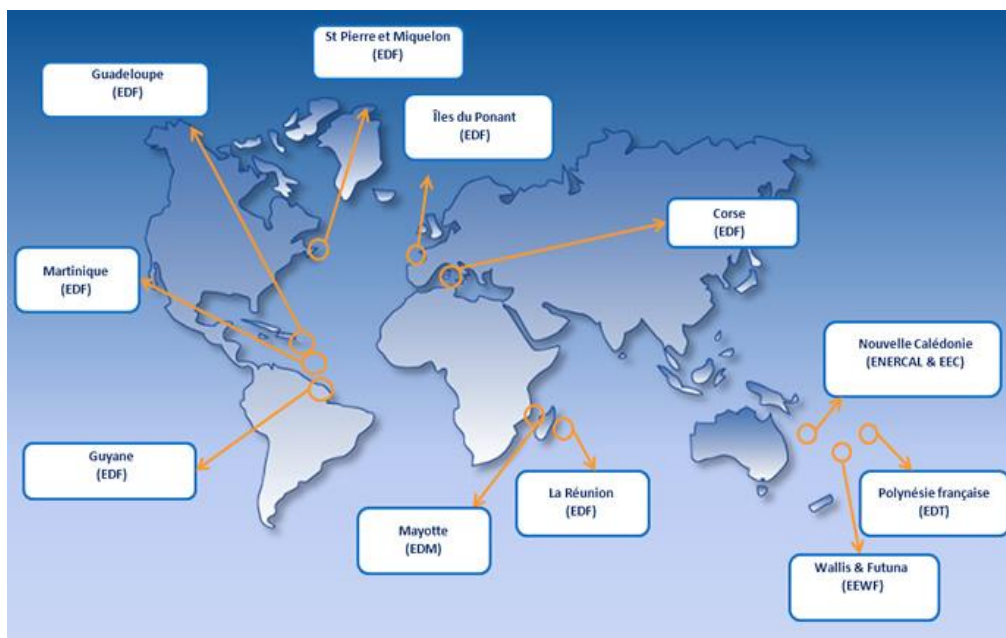 St Pierre et Miquelon
(EDF)
Guadeloupe
(EDF)
Îles du Ponant
(EDF)
Corse
(EDF)
Martinique
(EDF)
Nouvelle Calédonie
(ENERCAL & EEC)
Guyane
(EDF)
La Réunion
(EDF)
Polynésie française
(EDT)
Mayotte
(EDM)
Wallis & Futuna
(EEWF)